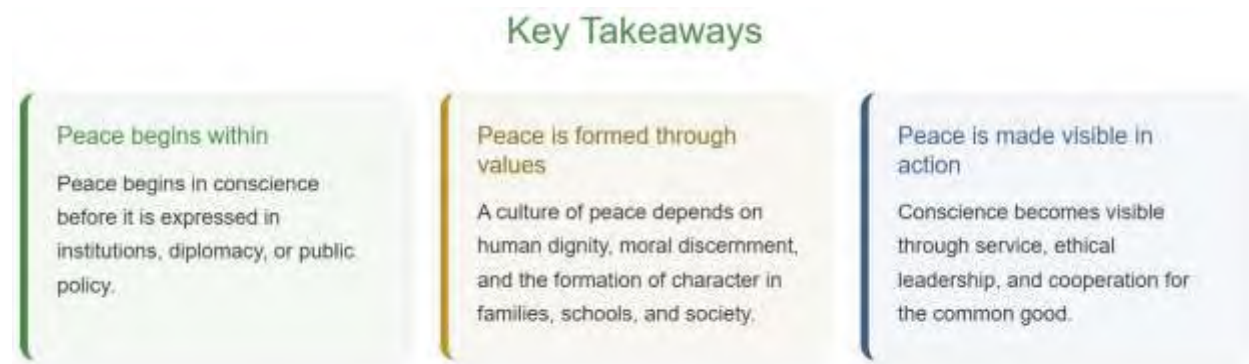 Key Takeaways
Peace begins within
Peace begins in conscience
before it is expressed in
institutions, diplomacy, or public
policy.
Peace is formed through
values
A culture of peace depends on
human dignity, moral discernment,
and the formation of character in
families, schools, and society.
Peace is made visible in
action
Conscience becomes visible
through service, ethical
leadership, and cooperation for
the common good.